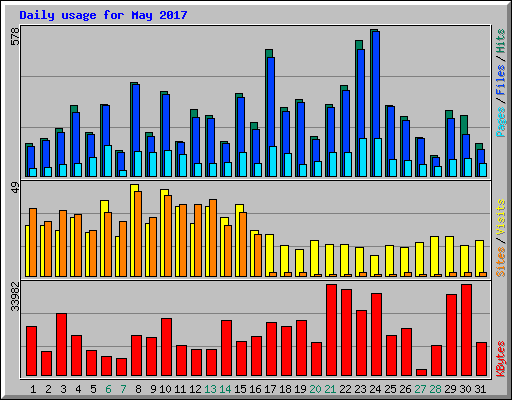 Daily usage for May 2017
578
Pages / Files / Hits
49
Sites / Visits
33982
KBytes
1 2 3 4 5 6 7 8 9 10 11 12 13 14 15 16 17 18 19 20 21 22 23 24 25 26 27 28 29 30 31